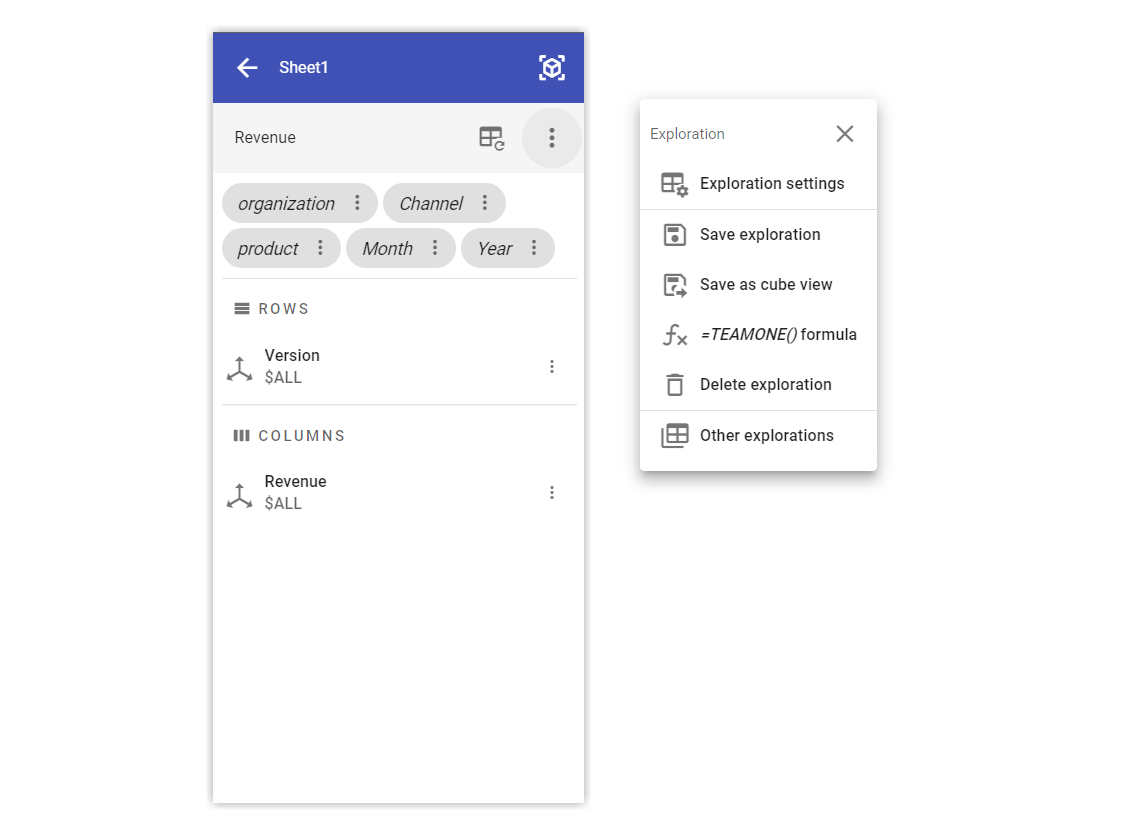 Sheet1
Revenue
organization Channel
product Month Year
ROWS
Version
$ALL
COLUMNS
Revenue
$ALL
Exploration
Exploration settings
Save exploration
Save as cube view
=TEAMONE() formula
Delete exploration
Other explorations